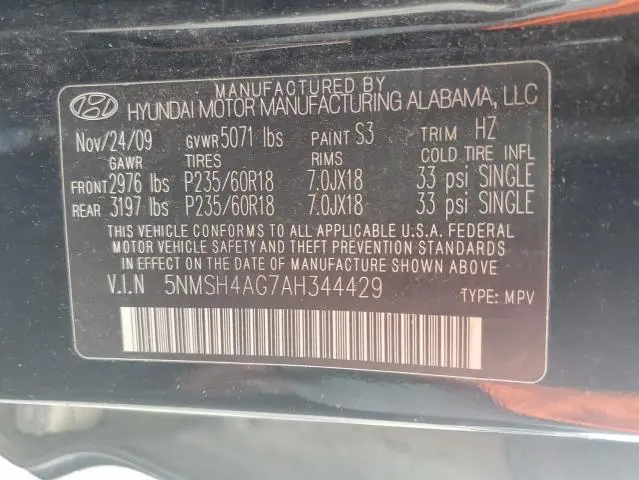 MANUFACTURED BY
HYUNDAI MOTOR MANUFACTURING ALABAMA, LLC
Nov/24/09 GVWR 5071 lbs PAINT S3 TRIM HZ
GAWR TIRES RIMS COLD TIRE INFL
FRONT 2976 lbs P235/60R18 7.0JX18 33 psi SINGLE
REAR 3197 lbs P235/60R18 7.0JX18 33 psi SINGLE
THIS VEHICLE CONFORMS TO ALL APPLICABLE U.S.A. FEDERAL
MOTOR VEHICLE SAFETY AND THEFT PREVENTION STANDARDS
IN EFFECT ON THE DATE OF MANUFACTURE SHOWN ABOVE.
V.I.N 5NMSH4AG7AH344429 TYPE: MPV